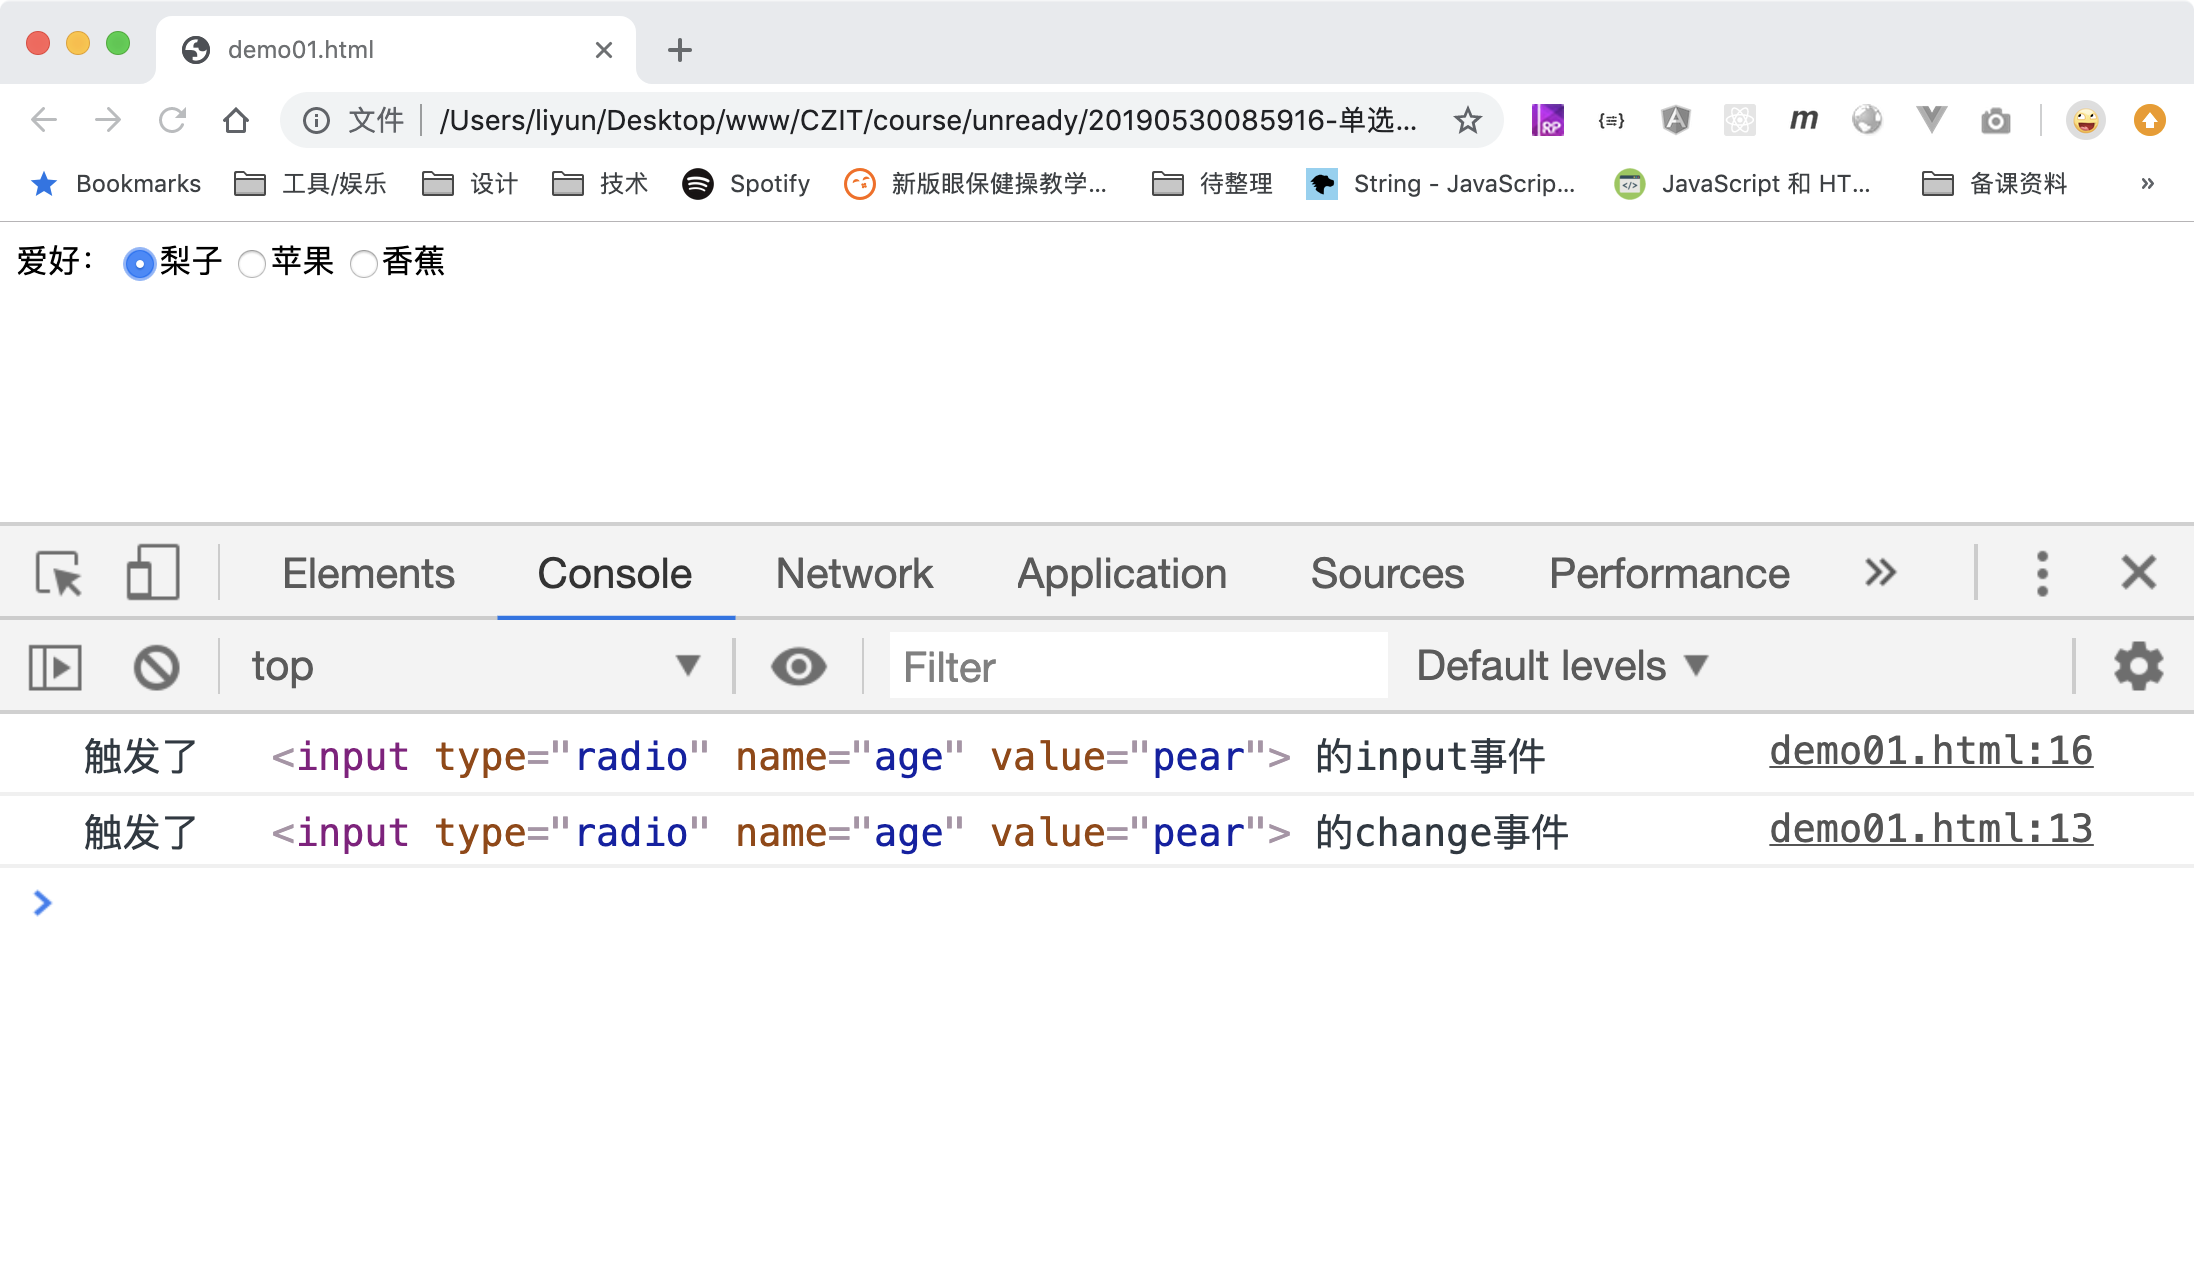 demo01.html
文件 /Users/liyun/Desktop/www/CZIT/course/unready/20190530085916-单选... RP {≡} A m
Bookmarks 工具/娱乐 设计 技术 Spotify 新版眼保健操教学... 待整理 String - JavaScrip... </> JavaScript 和 HT... 备课资料 »
爱好： 梨子 苹果 香蕉
Elements Console Network Application Sources Performance »
top Filter Default levels
触发了 <input type="radio" name="age" value="pear"> 的input事件 demo01.html:16
触发了 <input type="radio" name="age" value="pear"> 的change事件 demo01.html:13